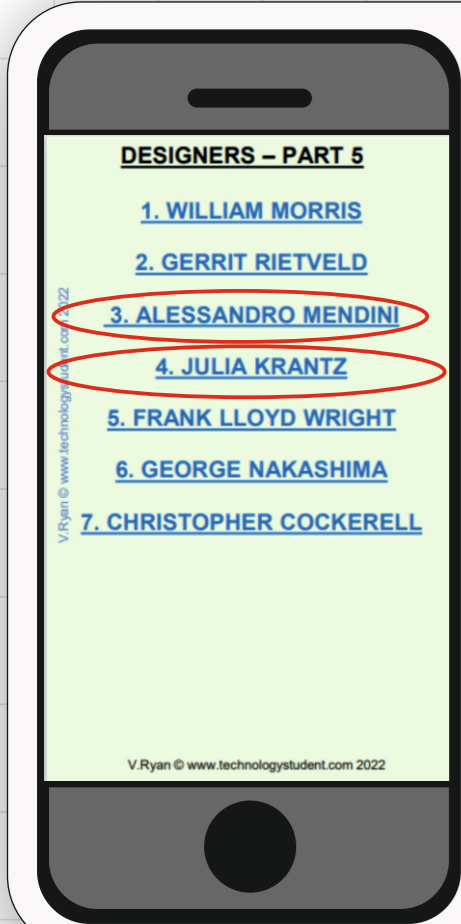 DESIGNERS – PART 5
1. WILLIAM MORRIS
2. GERRIT RIETVELD
3. ALESSANDRO MENDINI
4. JULIA KRANTZ
5. FRANK LLOYD WRIGHT
6. GEORGE NAKASHIMA
7. CHRISTOPHER COCKERELL
V.Ryan © www.technologystudent.com 2022
V.Ryan © www.technologystudent.com 2022